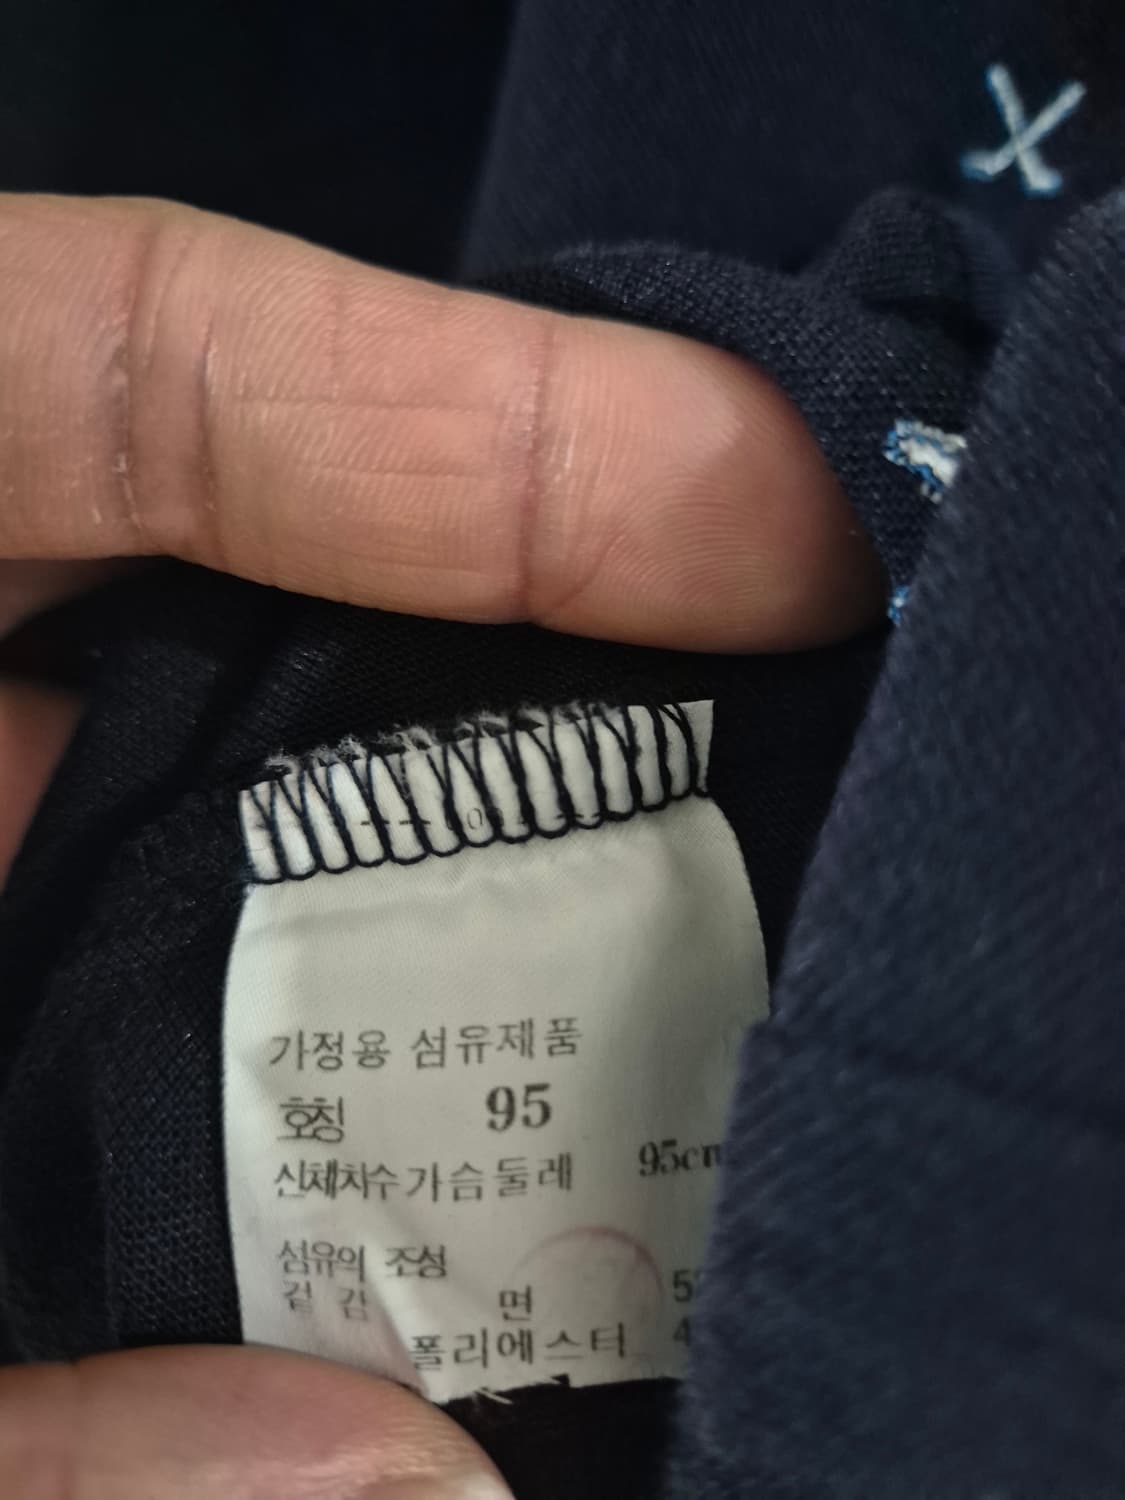 가정용 섬유제품
호칭 95
신체치수 가슴둘레 95cm
섬유의 조성
겉감 면
폴리에스터